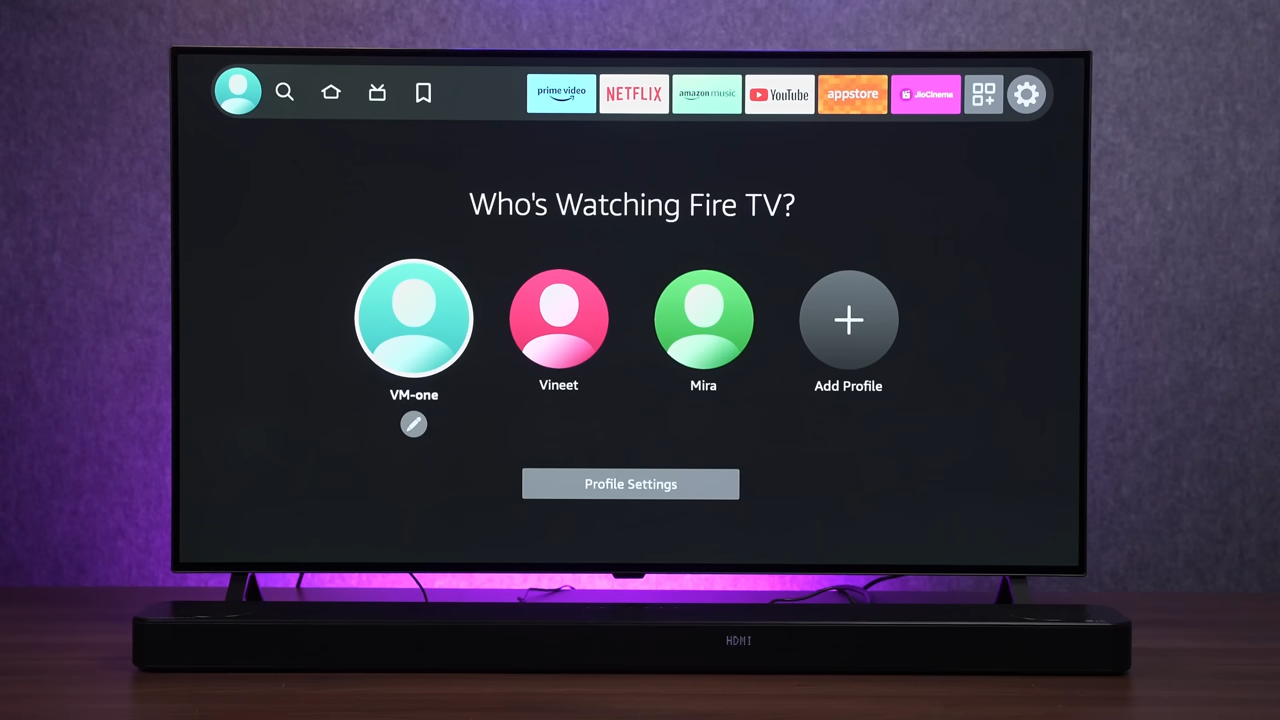 prime video
NETFLIX
amazon music
YouTube
appstore
JioCinema
Who's Watching Fire TV?
VM-one
Vineet
Mira
Add Profile
Profile Settings
HDMI